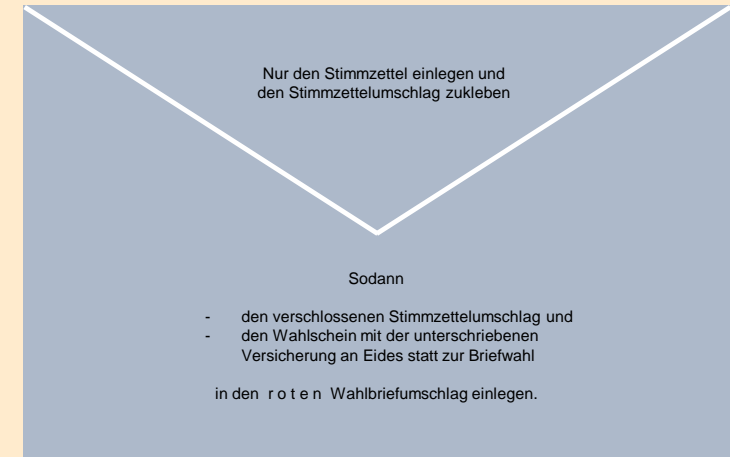 Nur den Stimmzettel einlegen und
den Stimmzettelumschlag zukleben
Sodann
- den verschlossenen Stimmzettelumschlag und
- den Wahlschein mit der unterschriebenen
Versicherung an Eides statt zur Briefwahl
in den r o t e n Wahlbriefumschlag einlegen.